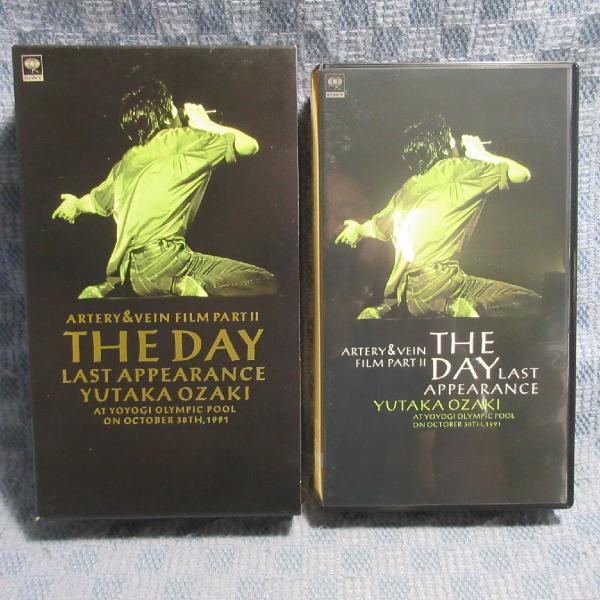 SONY
ARTERY&VEIN FILM PART II
THE DAY
LAST APPEARANCE
YUTAKA OZAKI
AT YOYOGI OLYMPIC POOL
ON OCTOBER 30TH,1991
SONY
ARTERY&VEIN
FILM PART II
THE
DAY LAST
APPEARANCE
YUTAKA OZAKI
AT YOYOGI OLYMPIC POOL
ON OCTOBER 30TH,1991